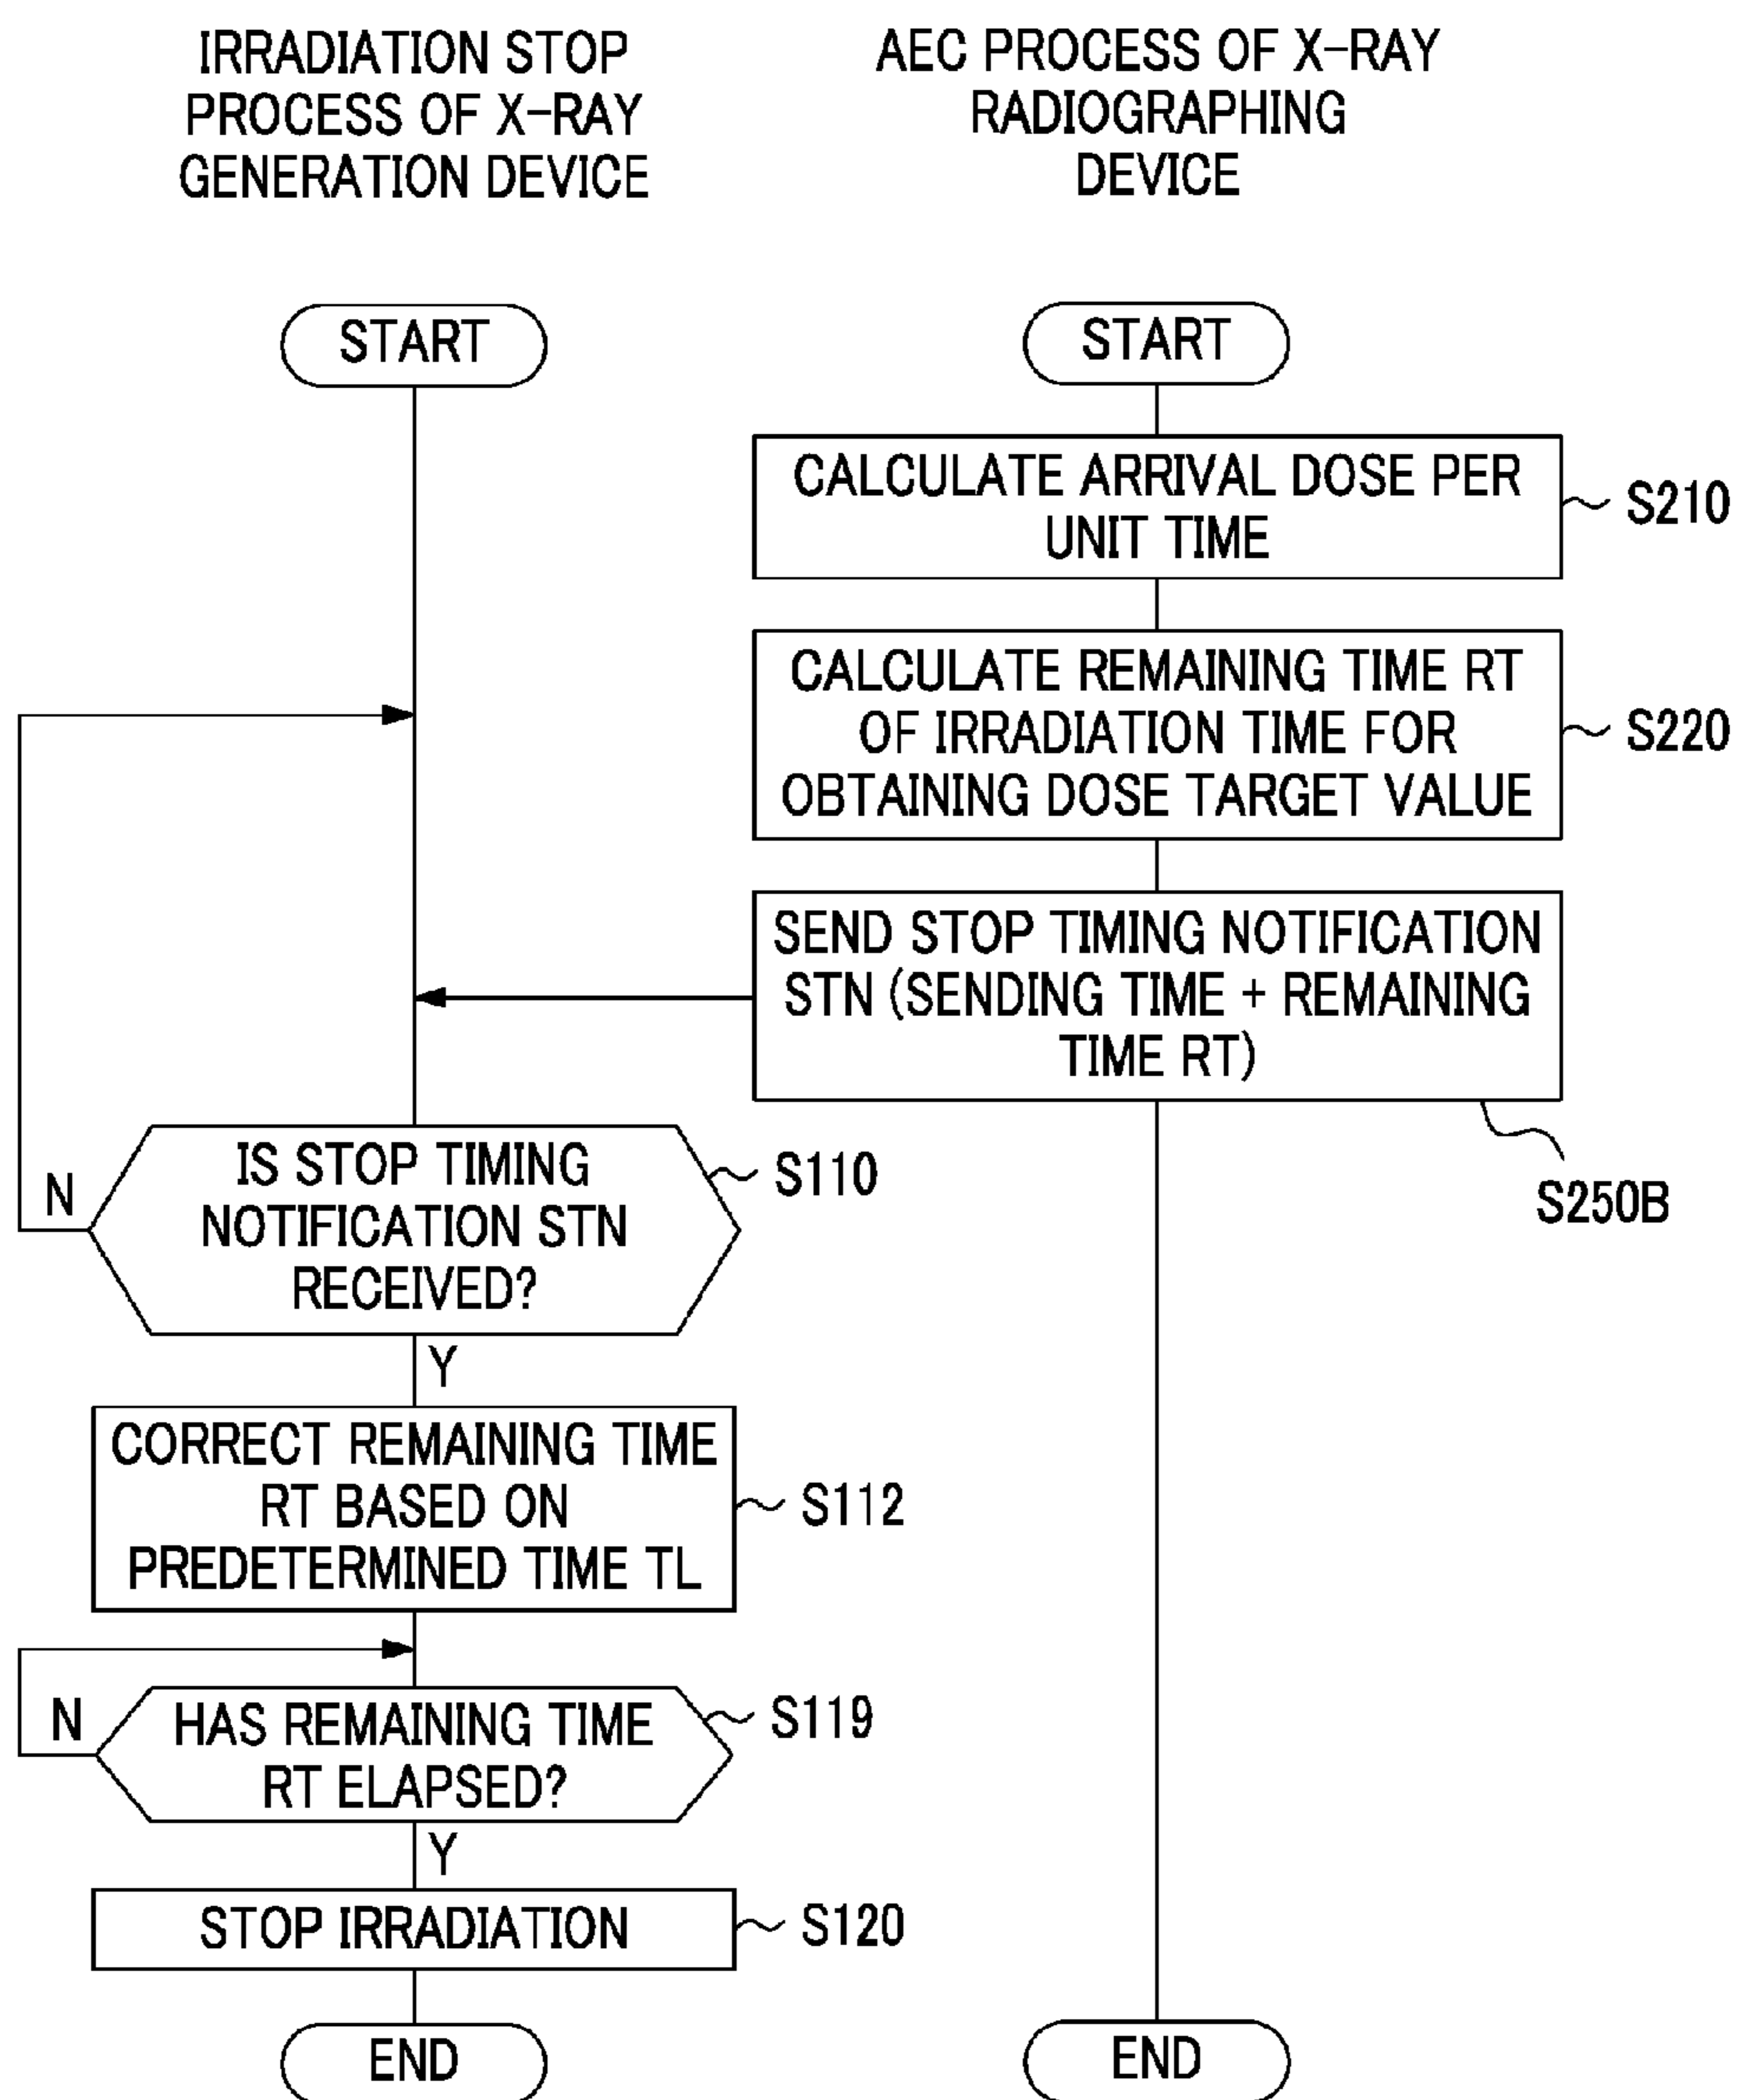 IRRADIATION STOP
PROCESS OF X-RAY
GENERATION DEVICE
AEC PROCESS OF X-RAY
RADIOGRAPHING
DEVICE
START
START
CALCULATE ARRIVAL DOSE PER
UNIT TIME
S210
CALCULATE REMAINING TIME RT
OF IRRADIATION TIME FOR
OBTAINING DOSE TARGET VALUE
S220
SEND STOP TIMING NOTIFICATION
STN (SENDING TIME + REMAINING
TIME RT)
S250B
IS STOP TIMING
NOTIFICATION STN
RECEIVED?
S110
N
Y
CORRECT REMAINING TIME
RT BASED ON
PREDETERMINED TIME TL
S112
HAS REMAINING TIME
RT ELAPSED?
S119
N
Y
STOP IRRADIATION
S120
END
END